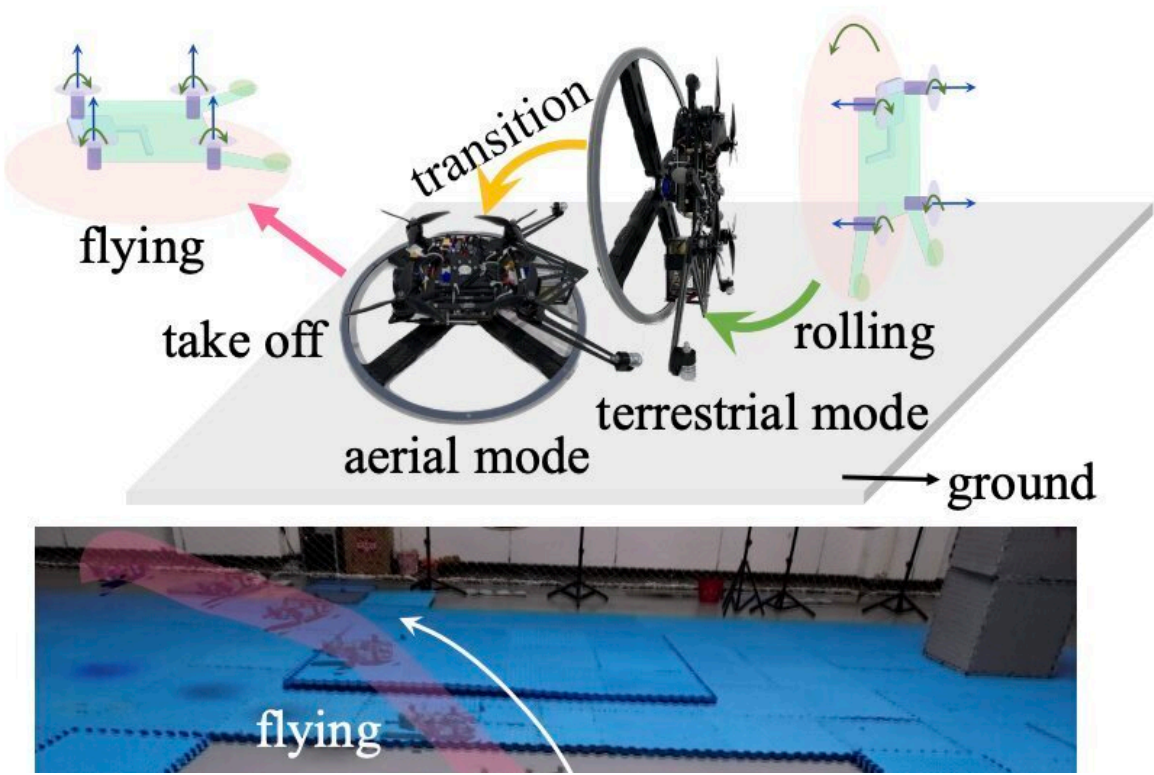 transition
flying
take off
rolling
terrestrial mode
aerial mode
ground
flying